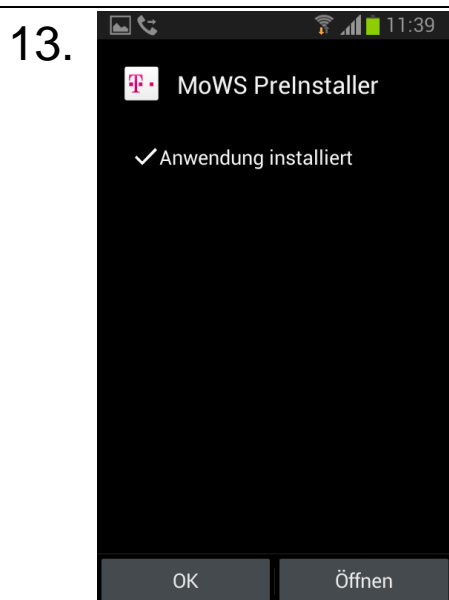 13.
11:39
T
MoWS PreInstaller
Anwendung installiert
OK
Öffnen